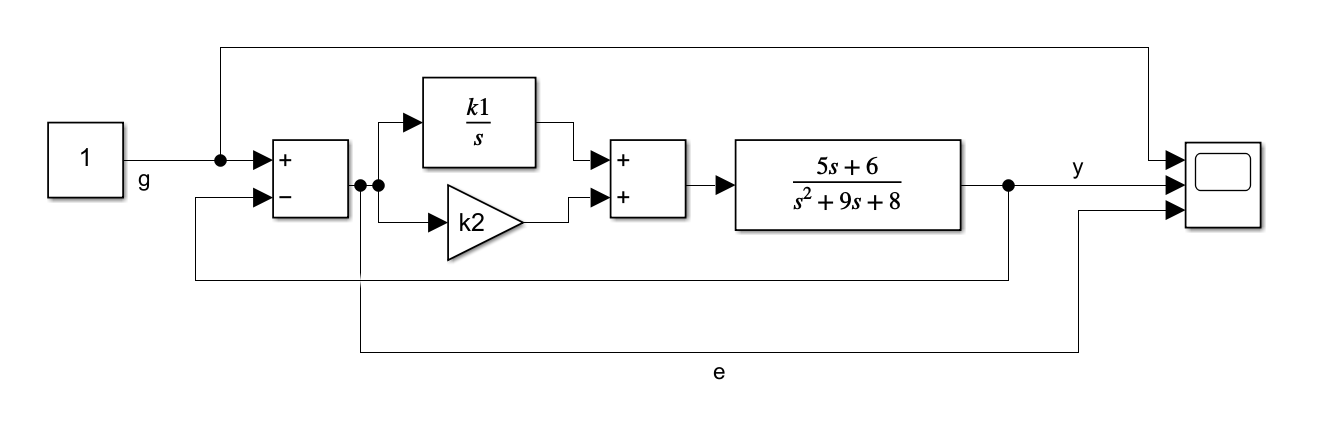 1
g
+
−
k1
s
k2
+
+
5s + 6
s² + 9s + 8
y
e